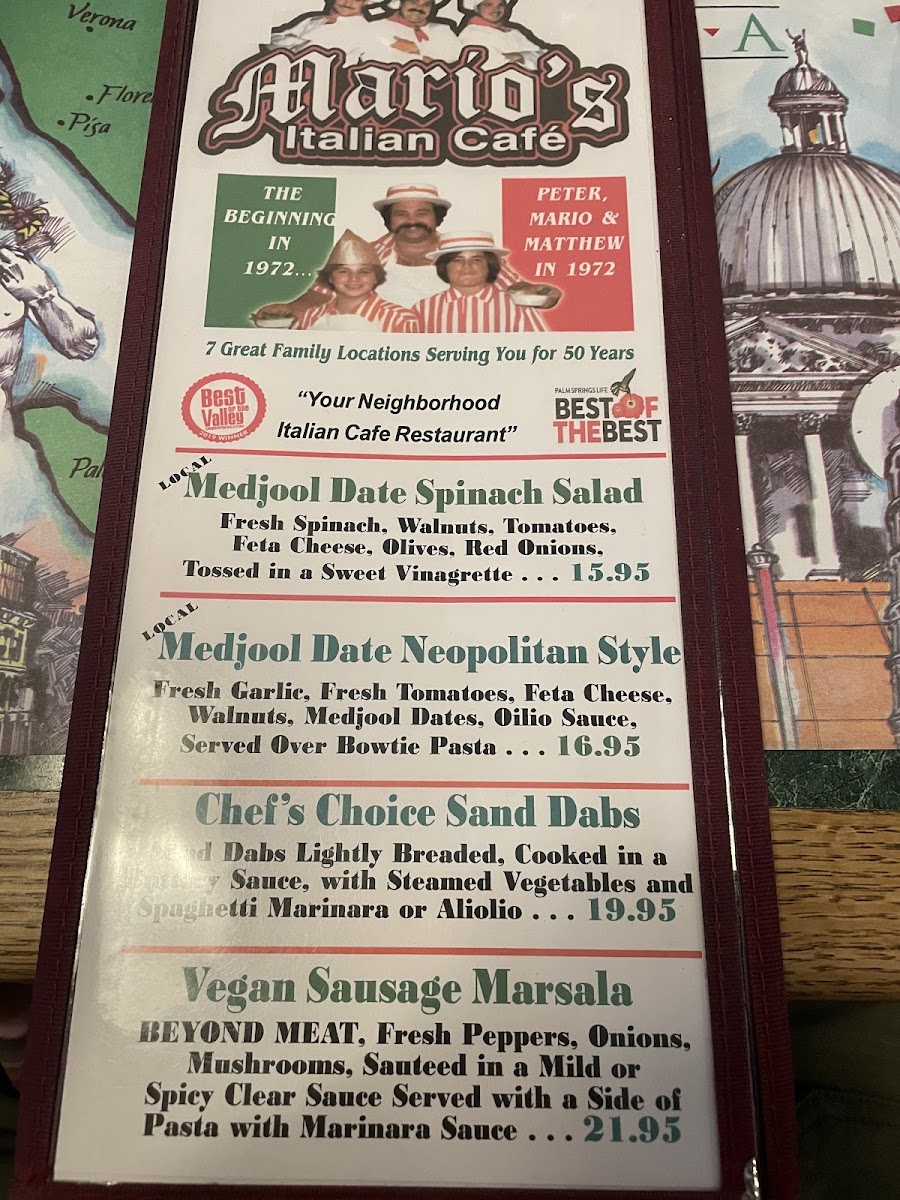 Verona
Pisa
A
Mario's
Italian Café
THE
BEGINNING
IN
1972...
PETER,
MARIO &
MATTHEW
IN 1972
7 Great Family Locations Serving You for 50 Years
Best
OF THE
Valley
2019 WINNER
"Your Neighborhood
Italian Cafe Restaurant"
PALM SPRINGS LIFE
BEST OF
THE BEST
LOCAL
Medjool Date Spinach Salad
Fresh Spinach, Walnuts, Tomatoes,
Feta Cheese, Olives, Red Onions,
Tossed in a Sweet Vinagrette . . . 15.95
LOCAL
Medjool Date Neopolitan Style
Fresh Garlic, Fresh Tomatoes, Feta Cheese,
Walnuts, Medjool Dates, Oilio Sauce,
Served Over Bowtie Pasta . . . 16.95
Chef's Choice Sand Dabs
Dabs Lightly Breaded, Cooked in a
Sauce, with Steamed Vegetables and
Spaghetti Marinara or Aliolio . . . 19.95
Vegan Sausage Marsala
BEYOND MEAT, Fresh Peppers, Onions,
Mushrooms, Sauteed in a Mild or
Spicy Clear Sauce Served with a Side of
Pasta with Marinara Sauce . . . 21.95